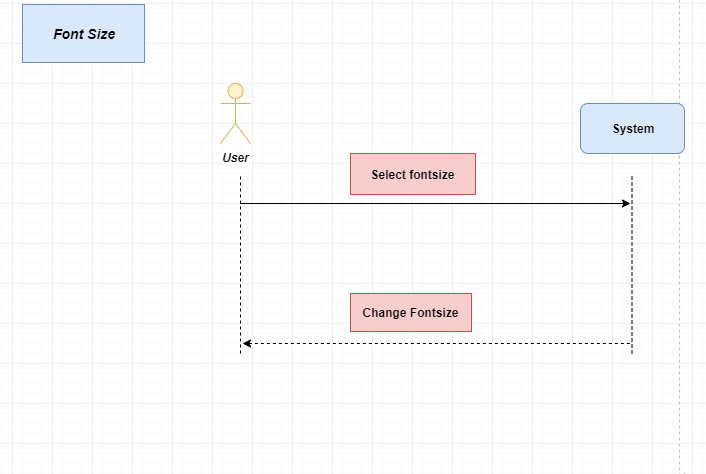 Font Size
User
System
Select fontsize
Change Fontsize